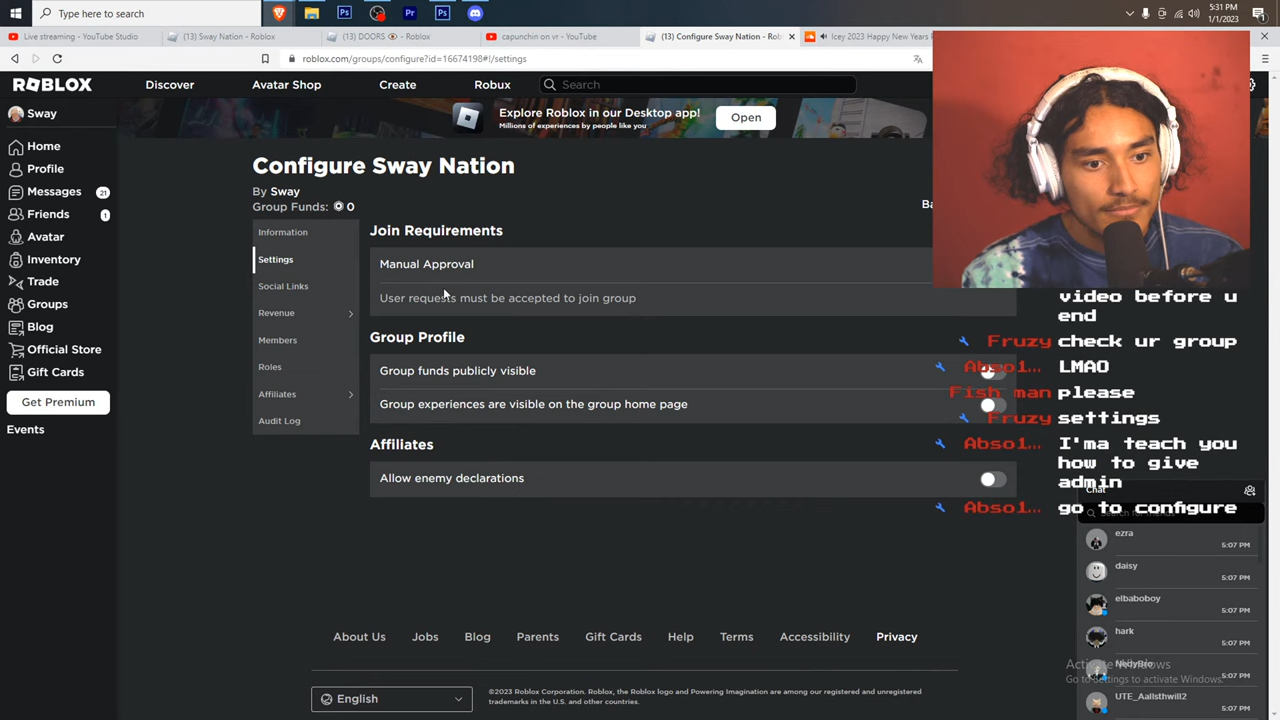 Type here to search
5:31 PM
1/1/2023
Live streaming - YouTube Studio
(13) Sway Nation - Roblox
(13) DOORS 👁 - Roblox
capunchin on vr - YouTube
(13) Configure Sway Nation - Rob
Icey 2023 Happy New Years
roblox.com/groups/configure?id=16674198#!/settings
ROBLOX
Discover
Avatar Shop
Create
Robux
Search
Sway
Home
Profile
Messages
21
Friends
1
Avatar
Inventory
Trade
Groups
Blog
Official Store
Gift Cards
Get Premium
Events
Explore Roblox in our Desktop app!
Millions of experiences by people like you
Open
Configure Sway Nation
By Sway
Group Funds: 0
Ba
Information
Settings
Social Links
Revenue
Members
Roles
Affiliates
Audit Log
Join Requirements
Manual Approval
User requests must be accepted to join group
Group Profile
Group funds publicly visible
Group experiences are visible on the group home page
Affiliates
Allow enemy declarations
video before u
end
Fruzy check ur group
Absol... LMAO
Fish man please
Fruzy settings
Absol... I'ma teach you
how to give
admin
Absol... go to configure
Chat
ezra
5:07 PM
daisy
5:07 PM
elbaboboy
5:07 PM
hark
5:07 PM
NedyBro
5:07 PM
UTE_Aallsthwill2
5:07 PM
Activate Windows
Go to Settings to activate Windows.
About Us
Jobs
Blog
Parents
Gift Cards
Help
Terms
Accessibility
Privacy
English
©2023 Roblox Corporation. Roblox, the Roblox logo and Powering Imagination are among our registered and unregistered
trademarks in the U.S. and other countries.